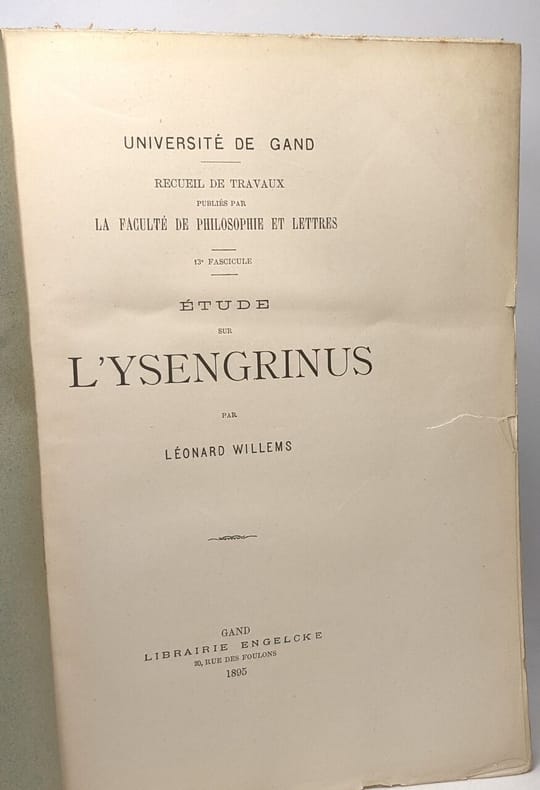 UNIVERSITÉ DE GAND
RECUEIL DE TRAVAUX
PUBLIÉS PAR
LA FACULTÉ DE PHILOSOPHIE ET LETTRES
13e FASCICULE
ÉTUDE
SUR
L'YSENGRINUS
PAR
LÉONARD WILLEMS
GAND
LIBRAIRIE ENGELCKE
20, RUE DES FOULONS
1895